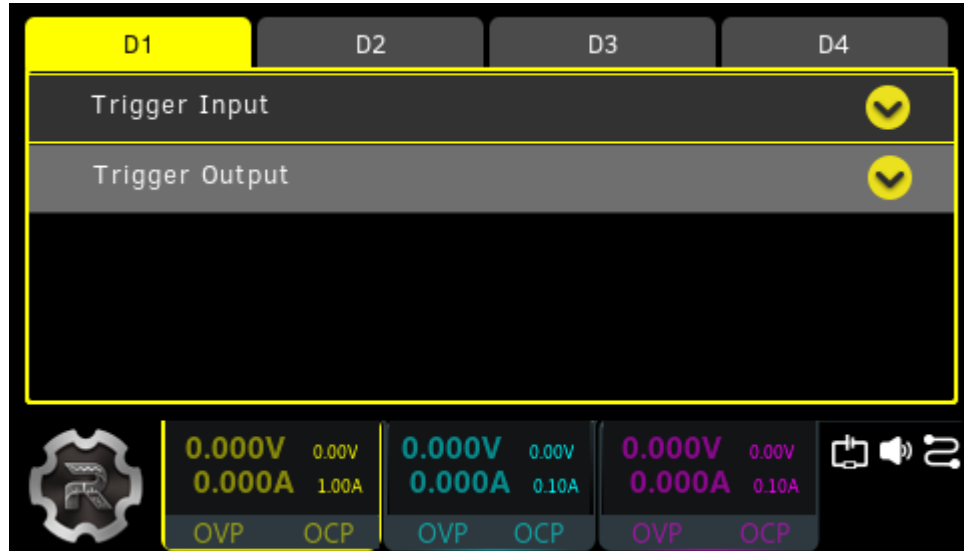 D1 D2 D3 D4
Trigger Input
Trigger Output
0.000V 0.00V 0.000V 0.00V 0.000V 0.00V
0.000A 1.00A 0.000A 0.10A 0.000A 0.10A
OVP OCP OVP OCP OVP OCP